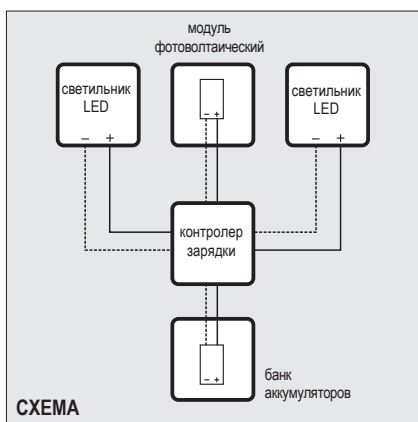 модуль
фотоволтаический
светильник
LED
– +
– +
светильник
LED
– +
контролер
зарядки
– +
банк
аккумуляторов
СХЕМА